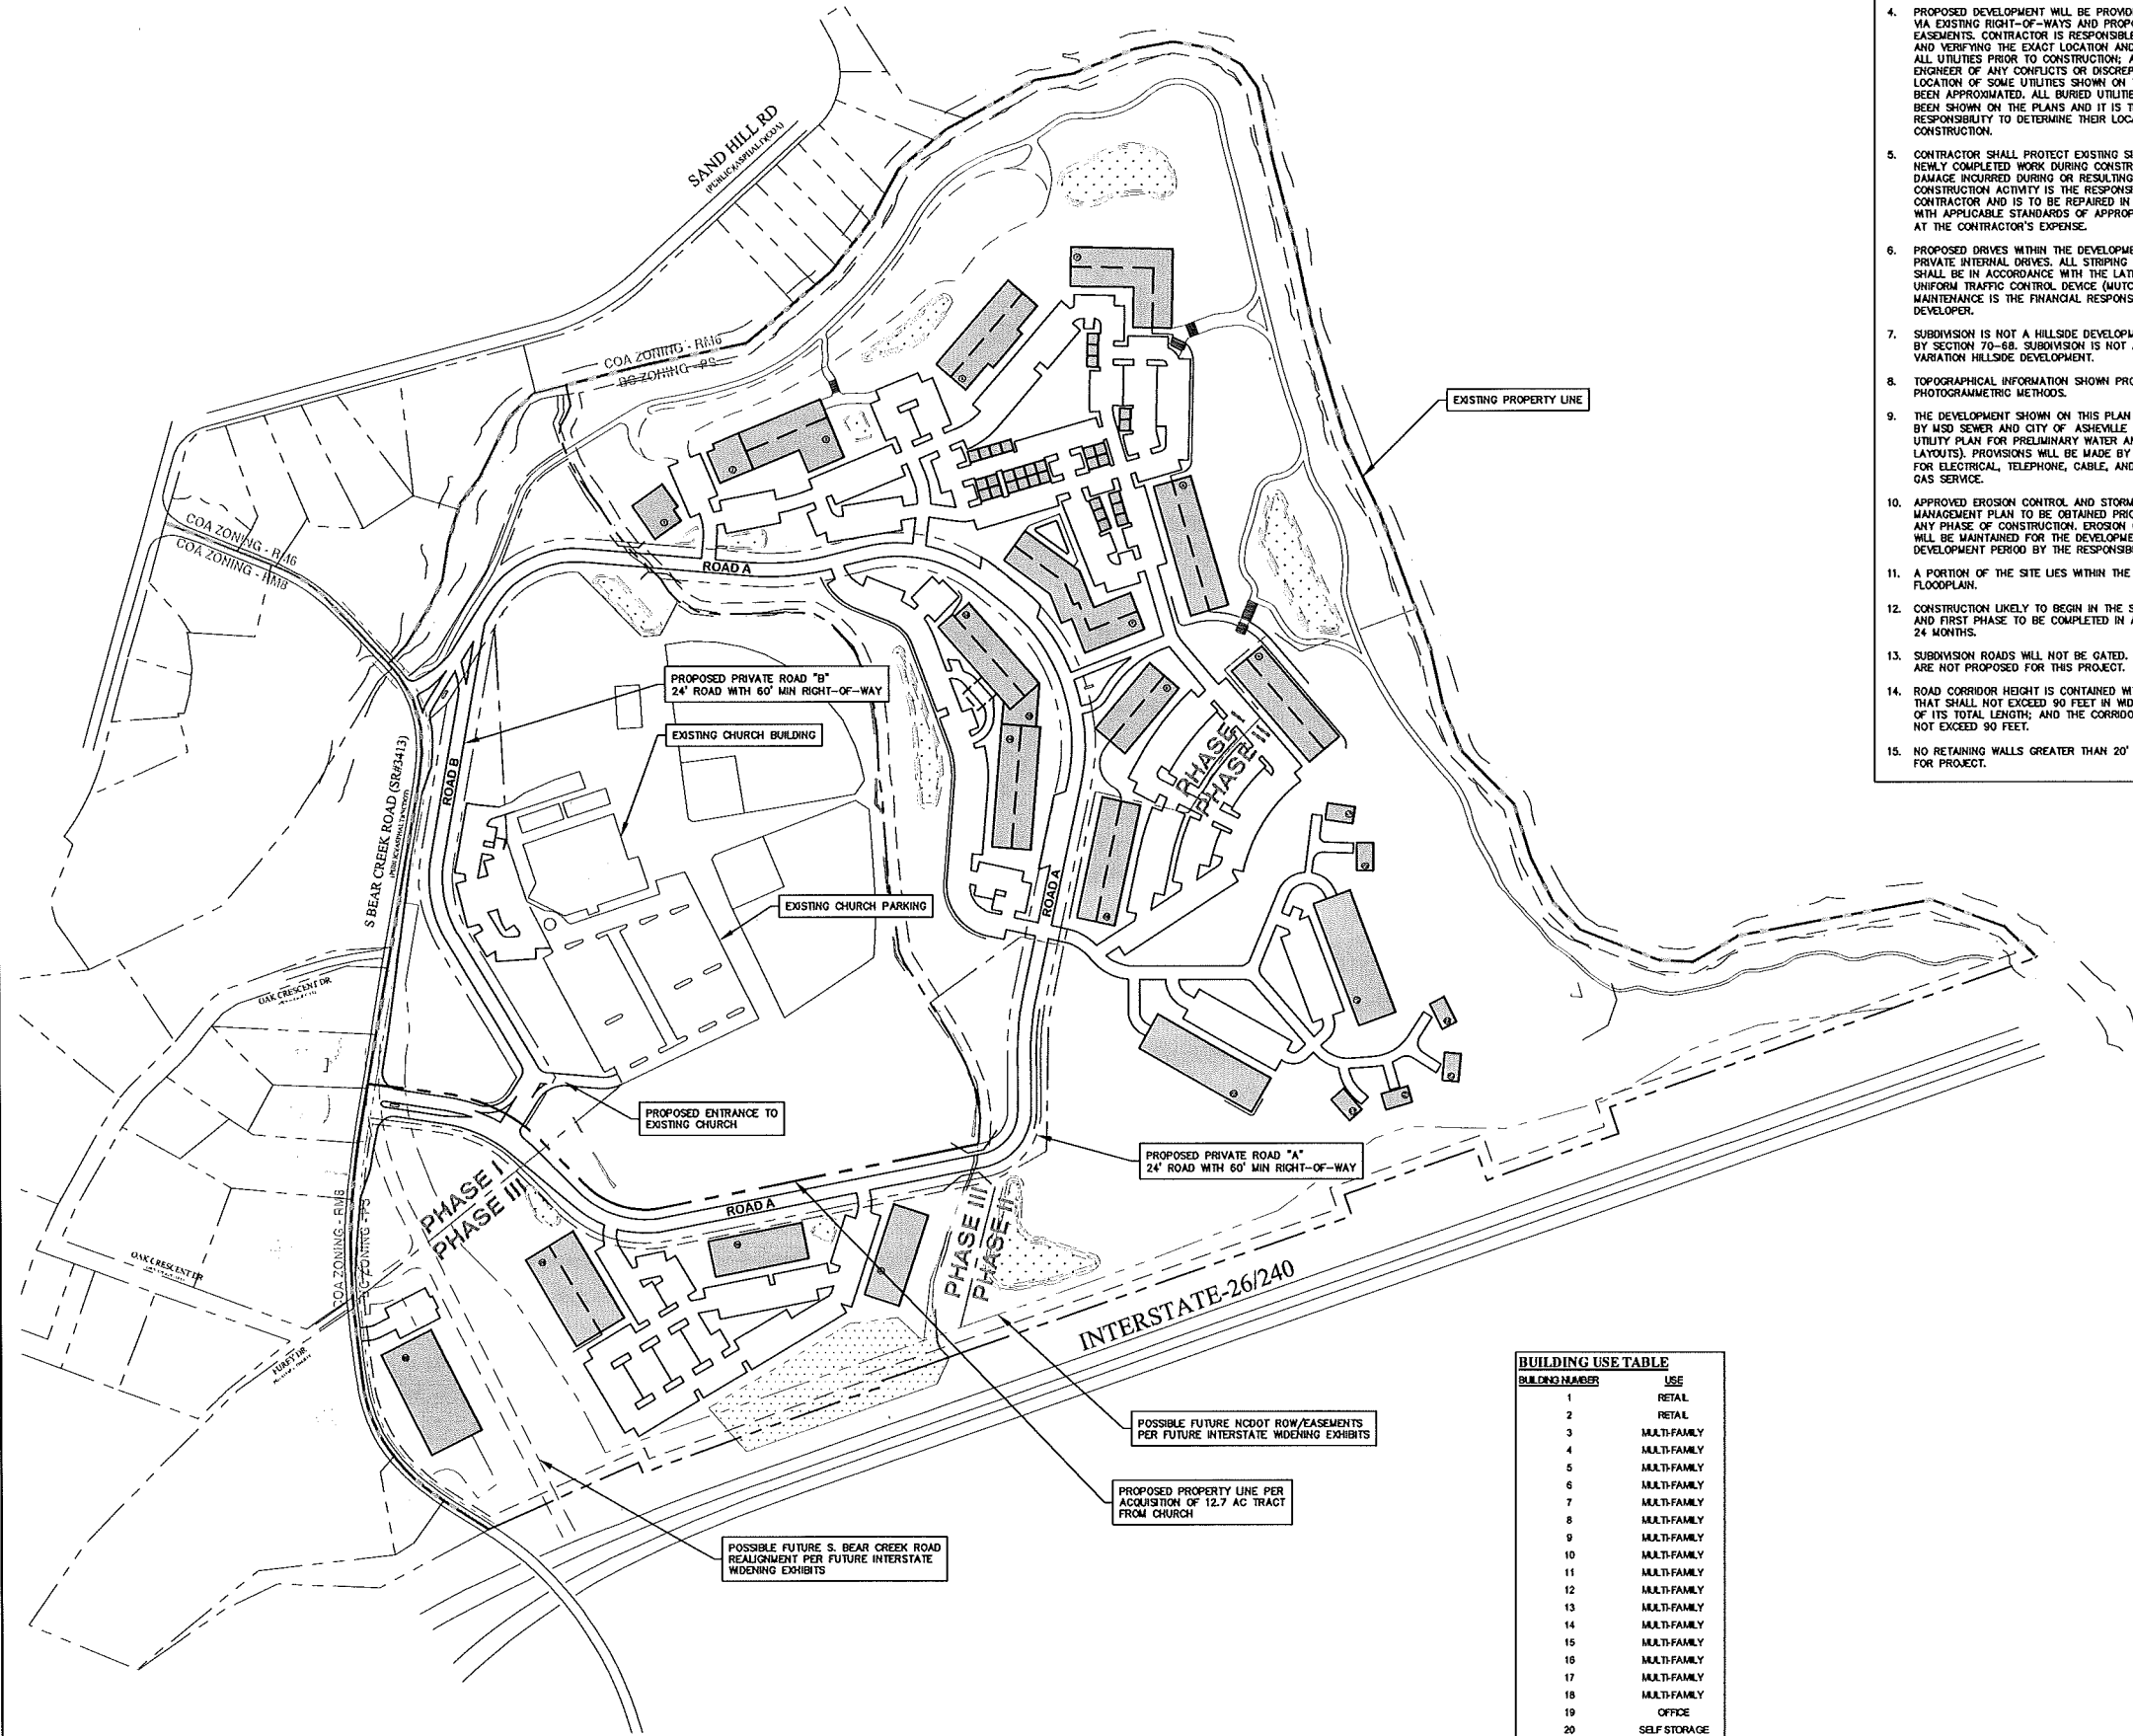 4. PROPOSED DEVELOPMENT WILL BE
VIA EXISTING RIGHT-OF-WAYS AND
EASEMENTS. CONTRACTOR IS RESPONSIBLE
AND VERIFYING THE EXACT LOCATION AND
ALL UTILITIES PRIOR TO CONSTRUCTION;
ENGINEER OF ANY CONFLICTS OR
LOCATION OF SOME UTILITIES SHOWN ON
BEEN APPROXIMATED. ALL BURIED
BEEN SHOWN ON THE PLANS AND IT IS
RESPONSIBILITY TO DETERMINE THEIR
CONSTRUCTION.
5. CONTRACTOR SHALL PROTECT EXISTING
NEWLY COMPLETED WORK DURING
DAMAGE INCURRED DURING OR RESULTING
CONSTRUCTION ACTIVITY IS THE
CONTRACTOR AND IS TO BE REPAIRED IN
WITH APPLICABLE STANDARDS OF
AT THE CONTRACTOR'S EXPENSE.
6. PROPOSED DRIVES WITHIN THE
PRIVATE INTERNAL DRIVES. ALL STRIPING
SHALL BE IN ACCORDANCE WITH THE
UNIFORM TRAFFIC CONTROL DEVICE
MAINTENANCE IS THE FINANCIAL
DEVELOPER.
7. SUBDIVISION IS NOT A HILLSIDE
BY SECTION 70-68. SUBDIVISION IS NOT
VARIATION HILLSIDE DEVELOPMENT.
8. TOPOGRAPHICAL INFORMATION SHOWN
PHOTOGRAMMETRIC METHODS.
9. THE DEVELOPMENT SHOWN ON THIS PLAN
BY MSD SEWER AND CITY OF ASHEVILLE
UTILITY PLAN FOR PRELIMINARY WATER
LAYOUTS). PROVISIONS WILL BE MADE BY
FOR ELECTRICAL, TELEPHONE, CABLE, AND
GAS SERVICE.
10. APPROVED EROSION CONTROL AND
MANAGEMENT PLAN TO BE OBTAINED
ANY PHASE OF CONSTRUCTION. EROSION
WILL BE MAINTAINED FOR THE
DEVELOPMENT PERIOD BY THE
11. A PORTION OF THE SITE LIES WITHIN THE
FLOODPLAIN.
12. CONSTRUCTION LIKELY TO BEGIN IN THE
AND FIRST PHASE TO BE COMPLETED IN
24 MONTHS.
13. SUBDIVISION ROADS WILL NOT BE GATED.
ARE NOT PROPOSED FOR THIS PROJECT.
14. ROAD CORRIDOR HEIGHT IS CONTAINED
THAT SHALL NOT EXCEED 90 FEET IN
OF ITS TOTAL LENGTH; AND THE
NOT EXCEED 90 FEET.
15. NO RETAINING WALLS GREATER THAN 20'
FOR PROJECT.
SAND HILL RD
COA ZONING - RM6
BC ZONING - PS
EXISTING PROPERTY LINE
COA ZONING - RM6
COA ZONING - RM8
ROAD A
PROPOSED PRIVATE ROAD "B"
24' ROAD WITH 60' MIN RIGHT-OF-WAY
EXISTING CHURCH BUILDING
PHASE I
PHASE II
ROAD B
S BEAR CREEK ROAD (SR#3413)
EXISTING CHURCH PARKING
ROAD A
OAK CRESCENT DR
PROPOSED ENTRANCE TO
EXISTING CHURCH
PROPOSED PRIVATE ROAD "A"
24' ROAD WITH 60' MIN RIGHT-OF-WAY
PHASE I
PHASE III
ROAD A
PHASE III
PHASE II
COA ZONING - RM8
ZONING - PS
OAK CRESCENT DR
INTERSTATE-26/240
POSSIBLE FUTURE NCDOT ROW/EASEMENTS
PER FUTURE INTERSTATE WIDENING EXHIBITS
PROPOSED PROPERTY LINE PER
ACQUISITION OF 12.7 AC TRACT
FROM CHURCH
POSSIBLE FUTURE S. BEAR CREEK ROAD
REALIGNMENT PER FUTURE INTERSTATE
WIDENING EXHIBITS
BUILDING USE TABLE
BUILDING NUMBER USE
1 RETAIL
2 RETAIL
3 MULTI-FAMILY
4 MULTI-FAMILY
5 MULTI-FAMILY
6 MULTI-FAMILY
7 MULTI-FAMILY
8 MULTI-FAMILY
9 MULTI-FAMILY
10 MULTI-FAMILY
11 MULTI-FAMILY
12 MULTI-FAMILY
13 MULTI-FAMILY
14 MULTI-FAMILY
15 MULTI-FAMILY
16 MULTI-FAMILY
17 MULTI-FAMILY
18 MULTI-FAMILY
19 OFFICE
20 SELF STORAGE